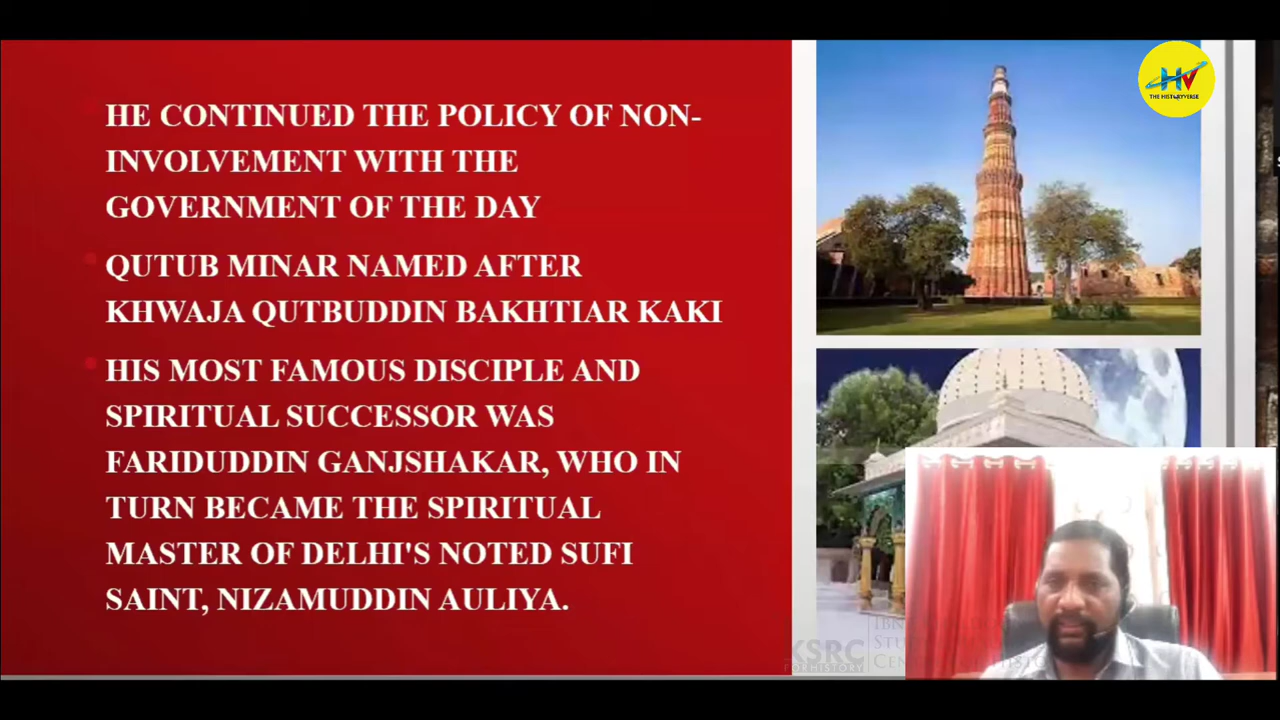 HE CONTINUED THE POLICY OF NON-
INVOLVEMENT WITH THE
GOVERNMENT OF THE DAY
QUTUB MINAR NAMED AFTER
KHWAJA QUTBUDDIN BAKHTIAR KAKI
HIS MOST FAMOUS DISCIPLE AND
SPIRITUAL SUCCESSOR WAS
FARIDUDDIN GANJSHAKAR, WHO IN
TURN BECAME THE SPIRITUAL
MASTER OF DELHI'S NOTED SUFI
SAINT, NIZAMUDDIN AULIYA.
HV
THE HISTORYVERSE
KSRC
FOR HISTORY